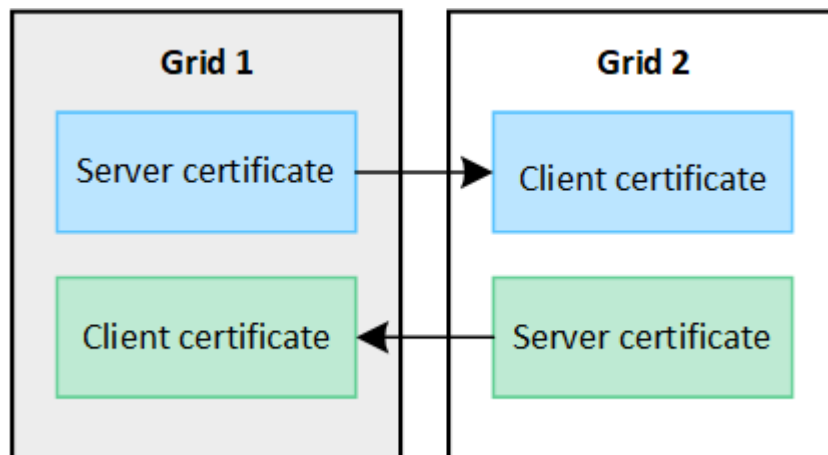 Grid 1
Grid 2
Server certificate
Client certificate
Client certificate
Server certificate